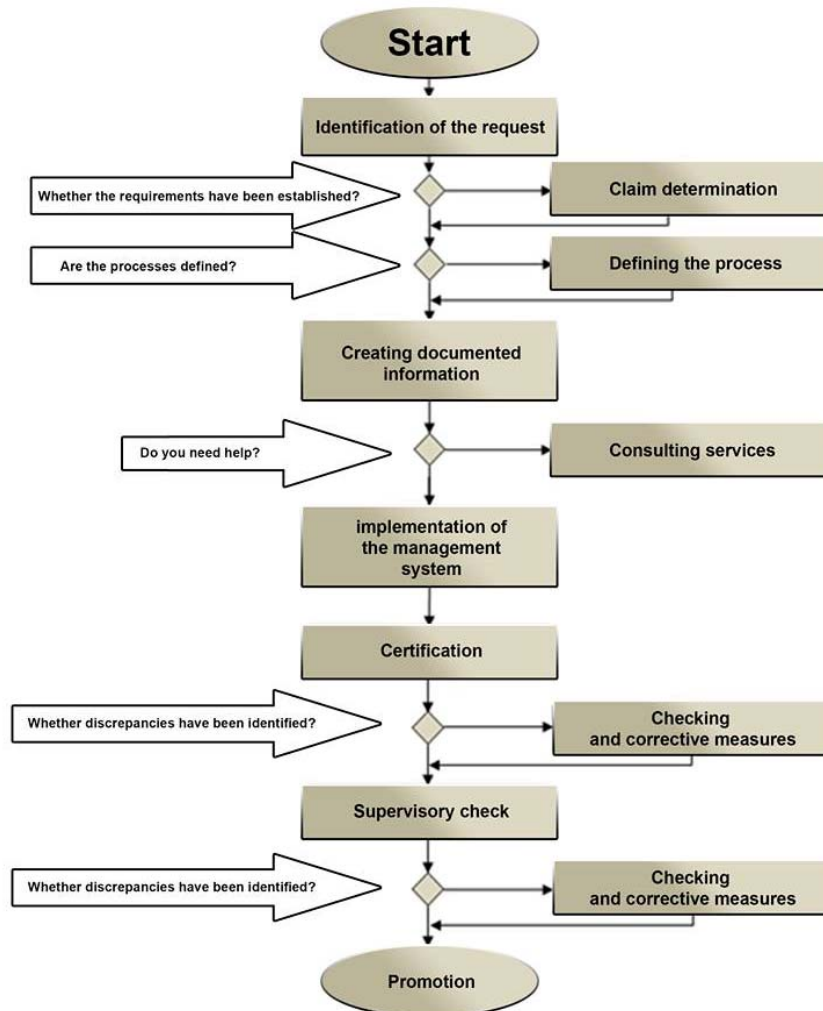 Start
Identification of the request
Whether the requirements have been established?
Claim determination
Are the processes defined?
Defining the process
Creating documented
information
Do you need help?
Consulting services
implementation of
the management
system
Certification
Whether discrepancies have been identified?
Checking
and corrective measures
Supervisory check
Whether discrepancies have been identified?
Checking
and corrective measures
Promotion